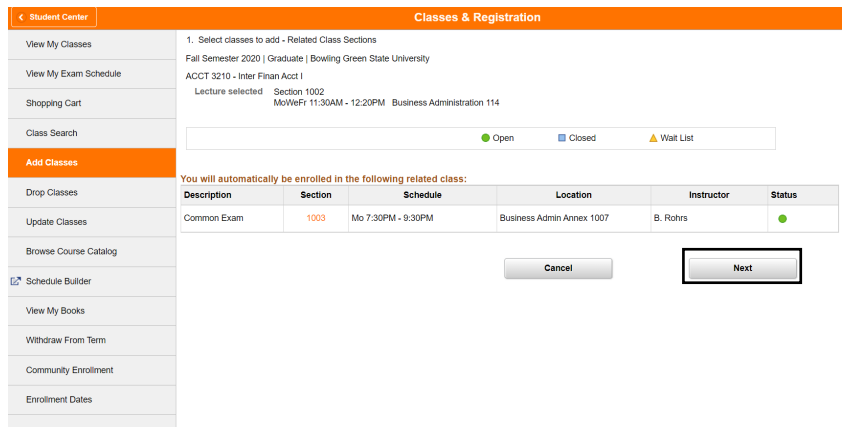 Student Center
Classes & Registration
View My Classes
View My Exam Schedule
Shopping Cart
Class Search
Add Classes
Drop Classes
Update Classes
Browse Course Catalog
Schedule Builder
View My Books
Withdraw From Term
Community Enrollment
Enrollment Dates
1. Select classes to add - Related Class Sections
Fall Semester 2020 | Graduate | Bowling Green State University
ACCT 3210 - Inter Finan Acct I
Lecture selected Section 1002
MoWeFr 11:30AM - 12:20PM Business Administration 114
Open Closed Wait List
You will automatically be enrolled in the following related class:
Description Section Schedule Location Instructor Status
Common Exam 1003 Mo 7:30PM - 9:30PM Business Admin Annex 1007 B. Rohrs
Cancel Next